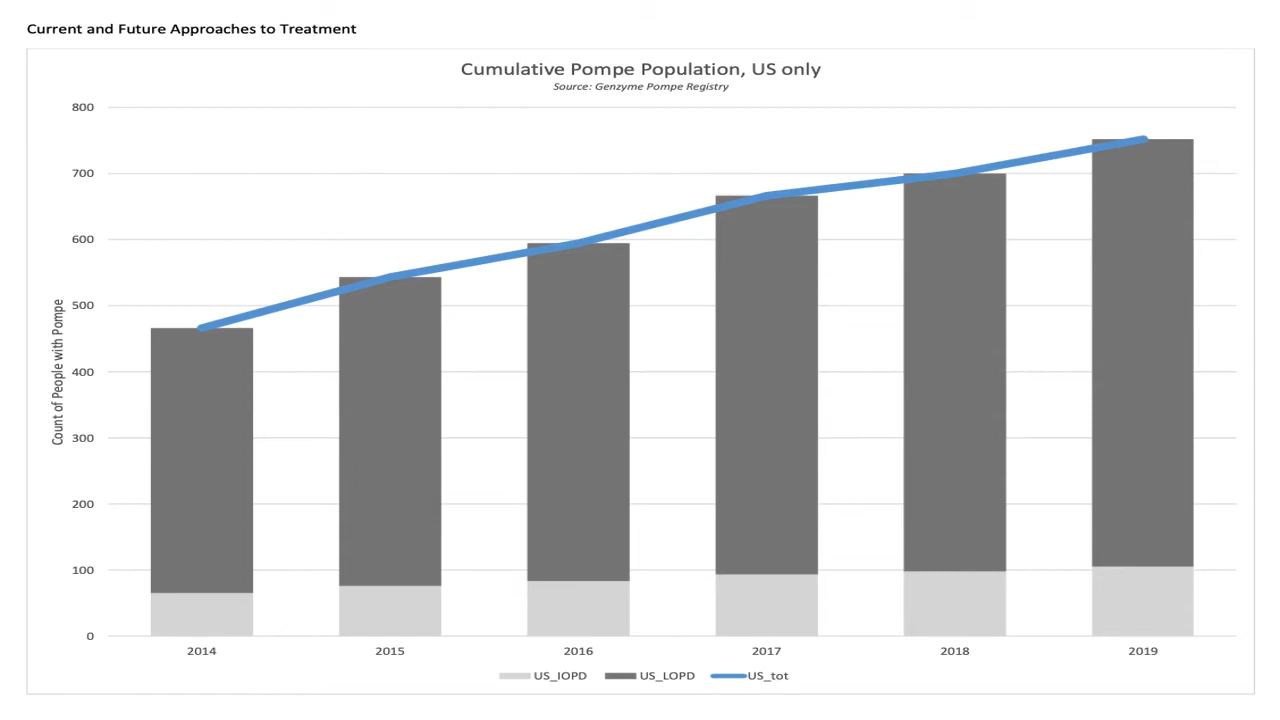 Current and Future Approaches to Treatment
Cumulative Pompe Population, US only
Source: Genzyme Pompe Registry
800
700
600
500
400
300
200
100
0
Count of People with Pompe
2014 2015 2016 2017 2018 2019
US_IOPD US_LOPD US_tot